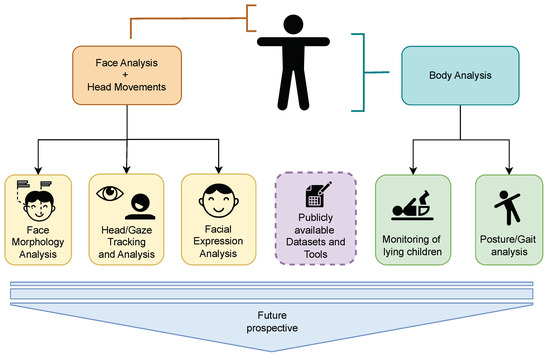 Face Analysis
+
Head Movements
Body Analysis
Face
Morphology
Analysis
Head/Gaze
Tracking
and Analysis
Facial
Expression
Analysis
Publicly
available
Datasets and
Tools
Monitoring of
lying children
Posture/Gait
analysis
Future
prospective